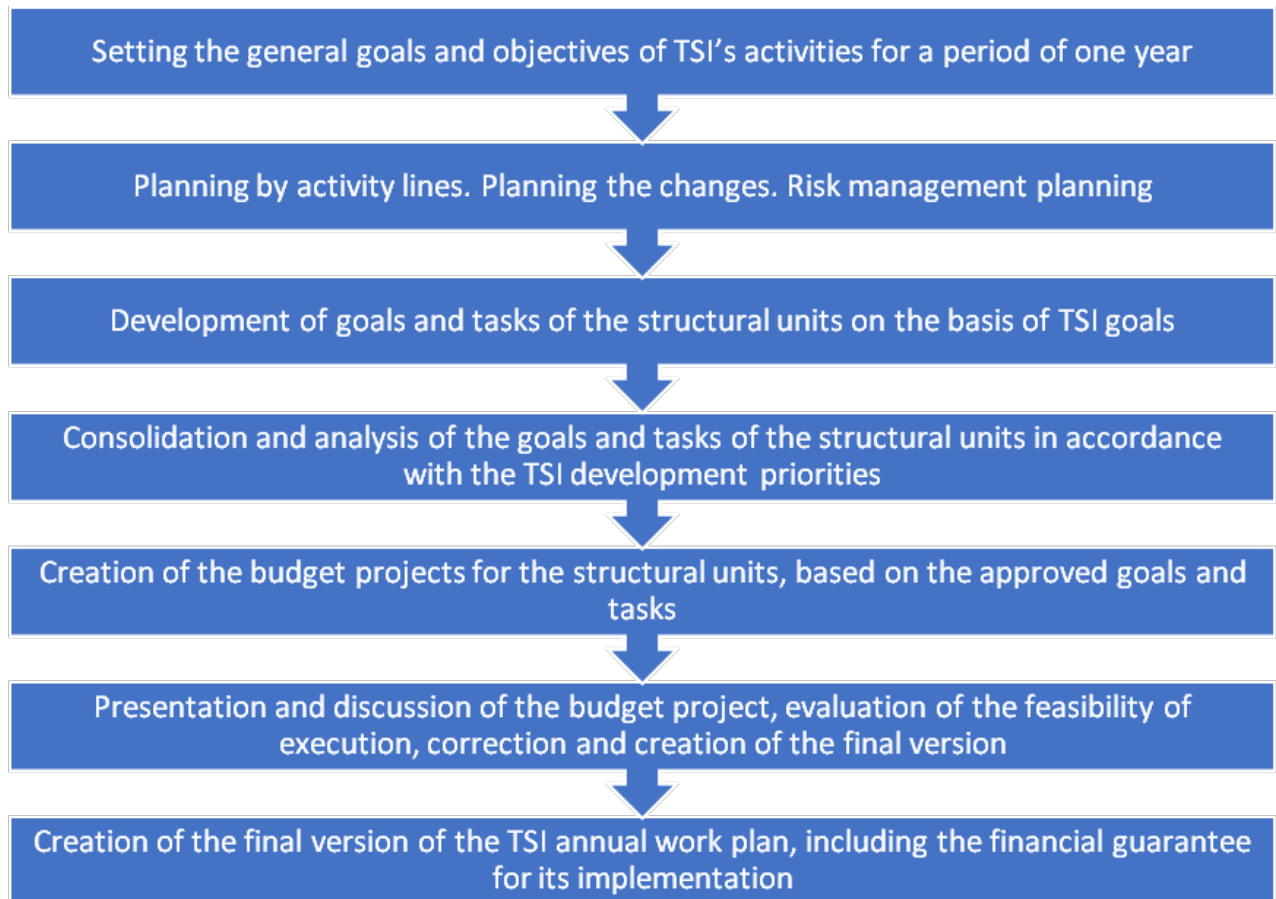 Setting the general goals and objectives of TSI’s activities for a period of one year
Planning by activity lines. Planning the changes. Risk management planning
Development of goals and tasks of the structural units on the basis of TSI goals
Consolidation and analysis of the goals and tasks of the structural units in accordance
with the TSI development priorities
Creation of the budget projects for the structural units, based on the approved goals and
tasks
Presentation and discussion of the budget project, evaluation of the feasibility of
execution, correction and creation of the final version
Creation of the final version of the TSI annual work plan, including the financial guarantee
for its implementation